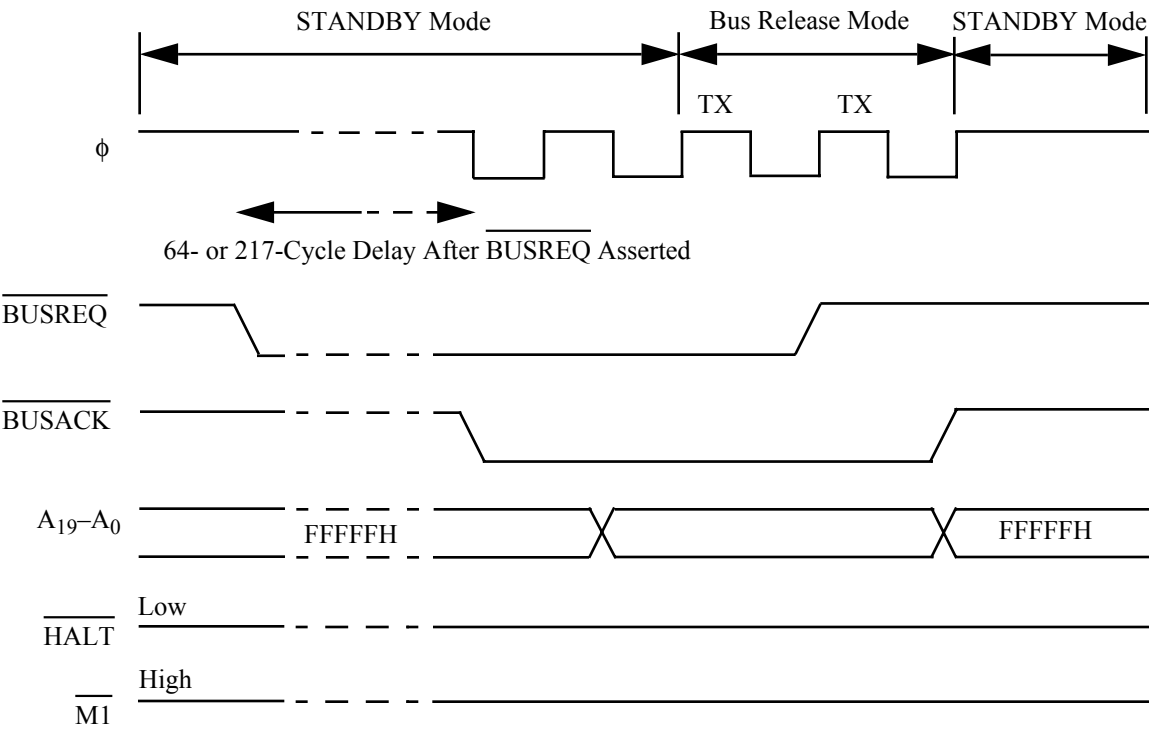 STANDBY Mode
Bus Release Mode
STANDBY Mode
TX
TX
ϕ
64- or 217-Cycle Delay After BUSREQ Asserted
BUSREQ
BUSACK
A19–A0
FFFFFH
FFFFFH
Low
HALT
High
M1